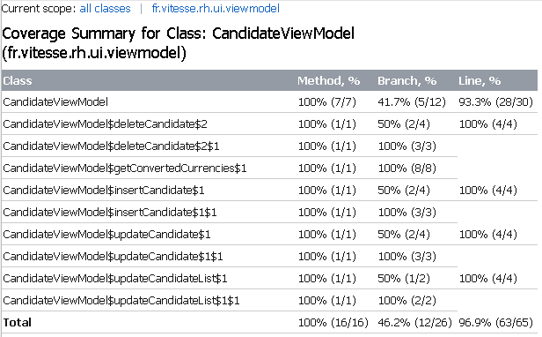 Current scope: all classes | fr.vitesse.rh.ui.viewmodel
Coverage Summary for Class: CandidateViewModel
(fr.vitesse.rh.ui.viewmodel)
Class Method, % Branch, % Line, %
CandidateViewModel 100% (7/7) 41.7% (5/12) 93.3% (28/30)
CandidateViewModel$deleteCandidate$2 100% (1/1) 50% (2/4) 100% (4/4)
CandidateViewModel$deleteCandidate$2$1 100% (1/1) 100% (3/3)
CandidateViewModel$getConvertedCurrencies$1 100% (1/1) 100% (8/8)
CandidateViewModel$insertCandidate$1 100% (1/1) 50% (2/4) 100% (4/4)
CandidateViewModel$insertCandidate$1$1 100% (1/1) 100% (3/3)
CandidateViewModel$updateCandidate$1 100% (1/1) 50% (2/4) 100% (4/4)
CandidateViewModel$updateCandidate$1$1 100% (1/1) 100% (3/3)
CandidateViewModel$updateCandidateList$1 100% (1/1) 50% (1/2) 100% (4/4)
CandidateViewModel$updateCandidateList$1$1 100% (1/1) 100% (2/2)
Total 100% (16/16) 46.2% (12/26) 96.9% (63/65)